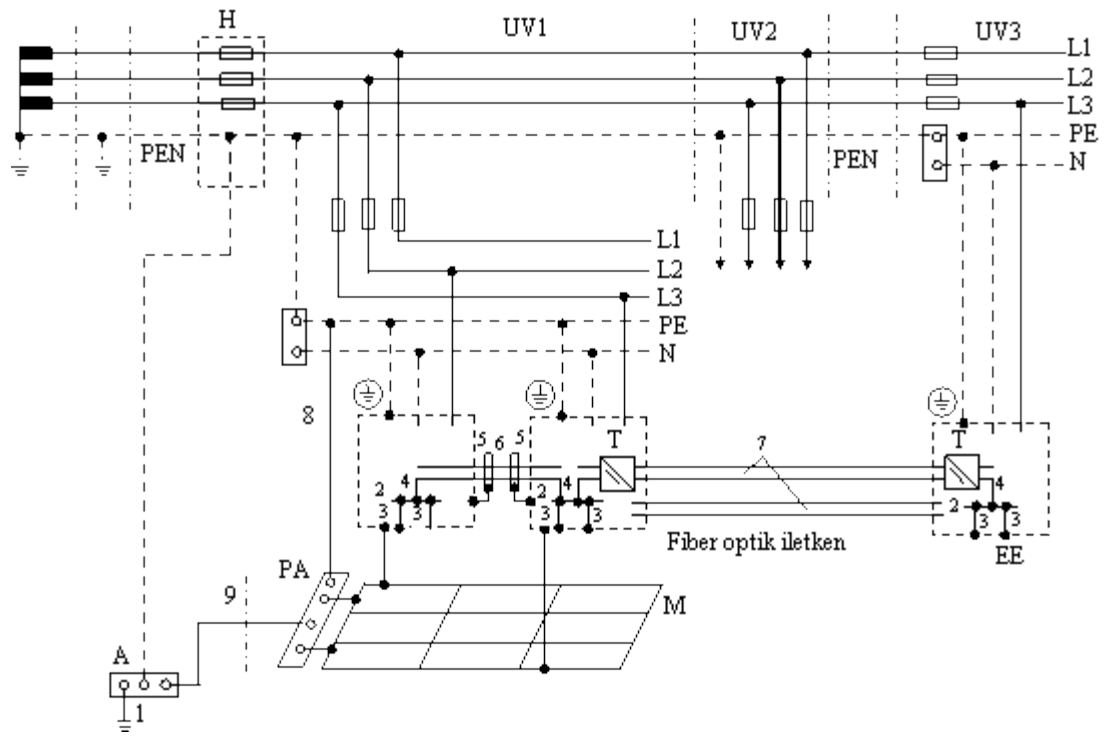 H
UV1
UV2
UV3
L1
L2
L3
PE
N
PEN
PEN
L1
L2
L3
PE
N
8
5 6 5
T
7
T
2 4
3 3
2 4
3 3
2 4
3 3
Fiber optik iletken
EE
PA
M
9
A
1